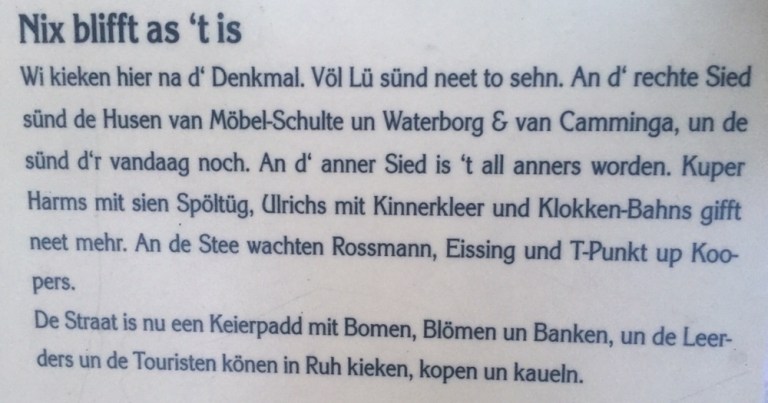 Nix blifft as ‘t is
Wi kieken hier na d‘ Denkmal. Völ Lü sünd neet to sehn. An d‘ rechte Sied
sünd de Husen van Möbel-Schulte un Waterborg & van Camminga, un de
sünd d‘r vandaag noch. An d‘ anner Sied is ‘t all anners worden. Kuper
Harms mit sien Spöltüg, Ulrichs mit Kinnerkleer und Klokken-Bahns gifft
neet mehr. An de Stee wachten Rossmann, Eissing und T-Punkt up Koo-
pers.
De Straat is nu een Keierpadd mit Bomen, Blömen un Banken, un de Leer-
ders un de Touristen könen in Ruh kieken, kopen un kaueln.